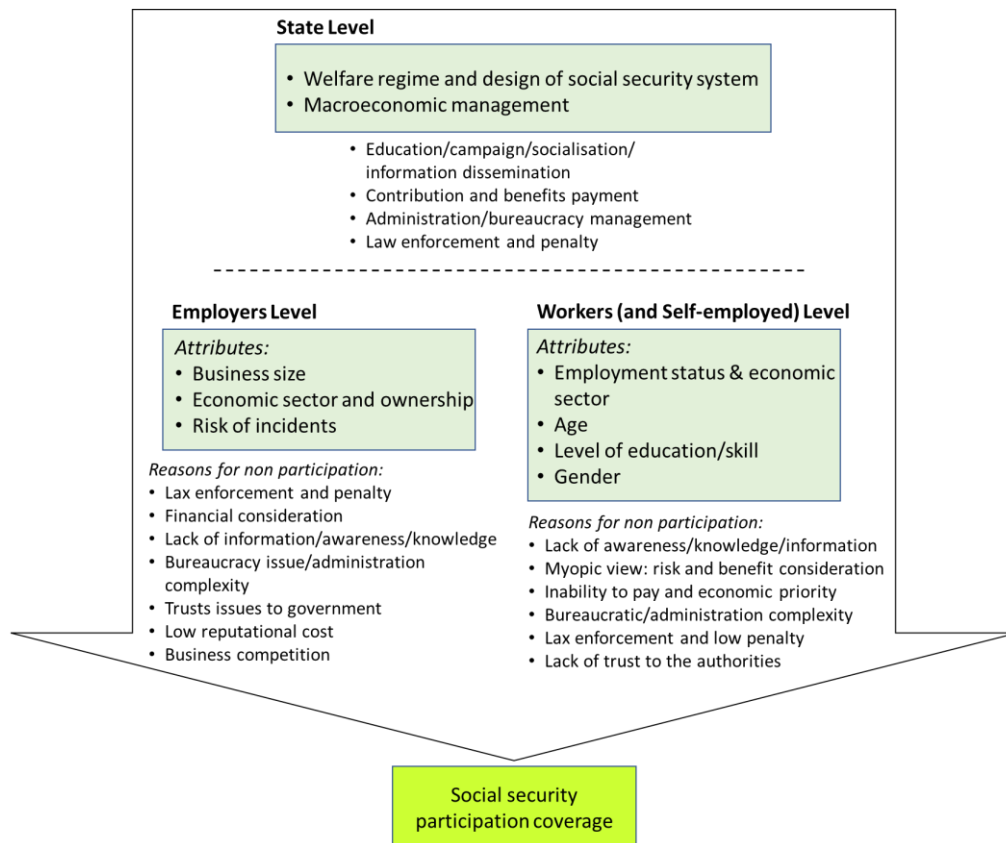 State Level
• Welfare regime and design of social security system
• Macroeconomic management
• Education/campaign/socialisation/
information dissemination
• Contribution and benefits payment
• Administration/bureaucracy management
• Law enforcement and penalty
Employers Level
Attributes:
• Business size
• Economic sector and ownership
• Risk of incidents
Reasons for non participation:
• Lax enforcement and penalty
• Financial consideration
• Lack of information/awareness/knowledge
• Bureaucracy issue/administration
complexity
• Trusts issues to government
• Low reputational cost
• Business competition
Workers (and Self-employed) Level
Attributes:
• Employment status & economic
sector
• Age
• Level of education/skill
• Gender
Reasons for non participation:
• Lack of awareness/knowledge/information
• Myopic view: risk and benefit consideration
• Inability to pay and economic priority
• Bureaucratic/administration complexity
• Lax enforcement and low penalty
• Lack of trust to the authorities
Social security
participation coverage